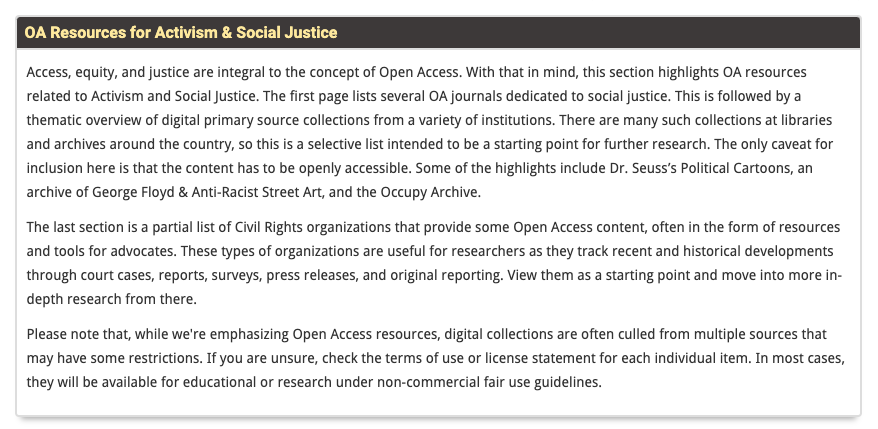 OA Resources for Activism & Social Justice
Access, equity, and justice are integral to the concept of Open Access. With that in mind, this section highlights OA resources
related to Activism and Social Justice. The first page lists several OA journals dedicated to social justice. This is followed by a
thematic overview of digital primary source collections from a variety of institutions. There are many such collections at libraries
and archives around the country, so this is a selective list intended to be a starting point for further research. The only caveat for
inclusion here is that the content has to be openly accessible. Some of the highlights include Dr. Seuss’s Political Cartoons, an
archive of George Floyd & Anti-Racist Street Art, and the Occupy Archive.
The last section is a partial list of Civil Rights organizations that provide some Open Access content, often in the form of resources
and tools for advocates. These types of organizations are useful for researchers as they track recent and historical developments
through court cases, reports, surveys, press releases, and original reporting. View them as a starting point and move into more in-
depth research from there.
Please note that, while we're emphasizing Open Access resources, digital collections are often culled from multiple sources that
may have some restrictions. If you are unsure, check the terms of use or license statement for each individual item. In most cases,
they will be available for educational or research under non-commercial fair use guidelines.